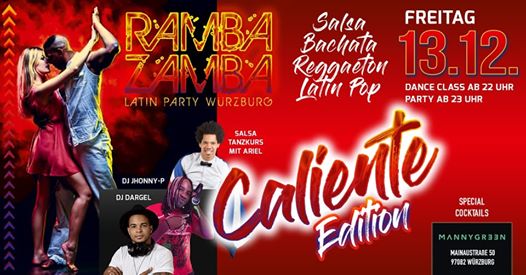 RAMBA
ZAMBA
LATIN PARTY WÜRZBURG
Salsa
Bachata
Reggaeton
Latin Pop
FREITAG
13.12.
DANCE CLASS AB 22 UHR
PARTY AB 23 UHR
SALSA
TANZKURS
MIT ARIEL
DJ JHONNY-P
DJ DARGEL
Caliente
Edition
SPECIAL
COCKTAILS
MANNYGREEN
MAINAUSTRAßE 50
97082 WÜRZBURG